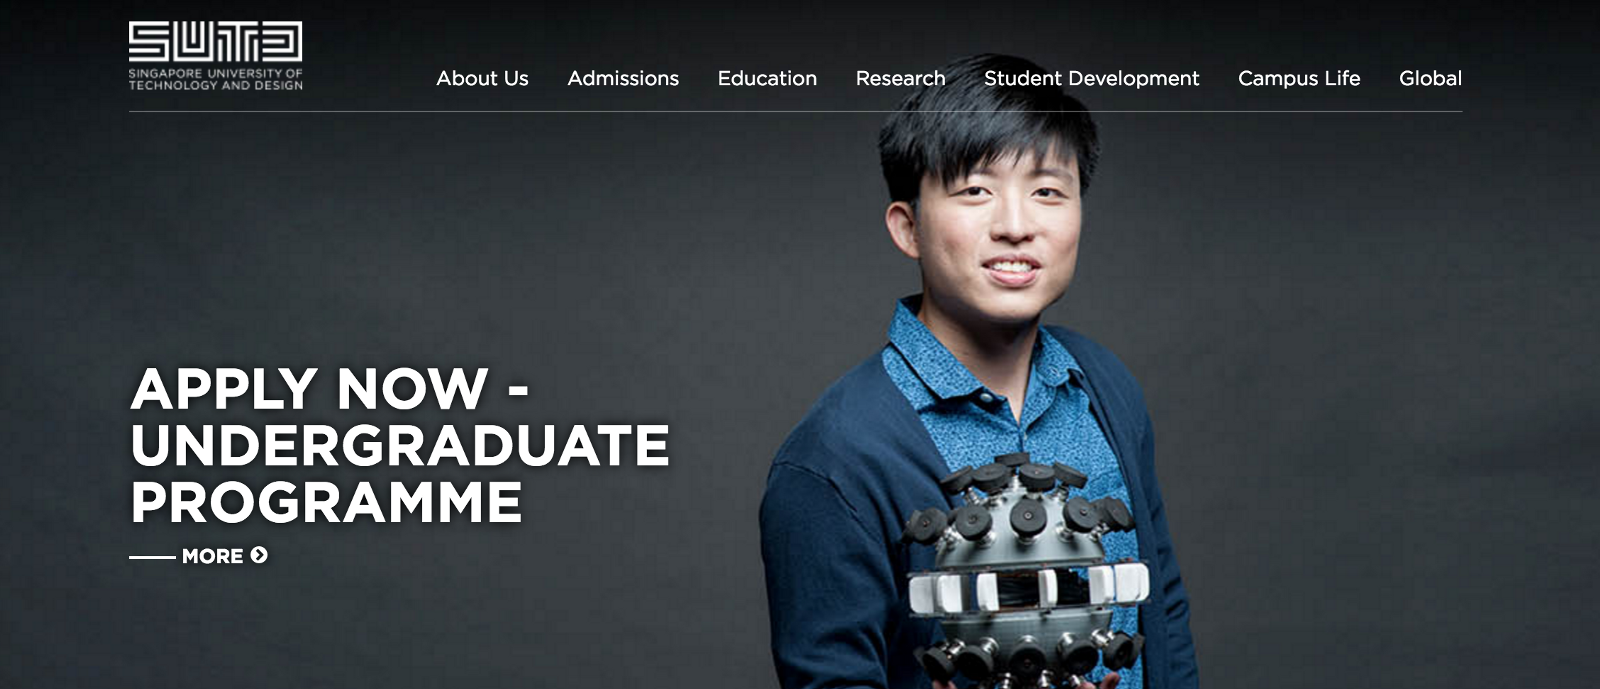 SUTD
SINGAPORE UNIVERSITY OF
TECHNOLOGY AND DESIGN
About Us Admissions Education Research Student Development Campus Life Global
APPLY NOW -
UNDERGRADUATE
PROGRAMME
MORE